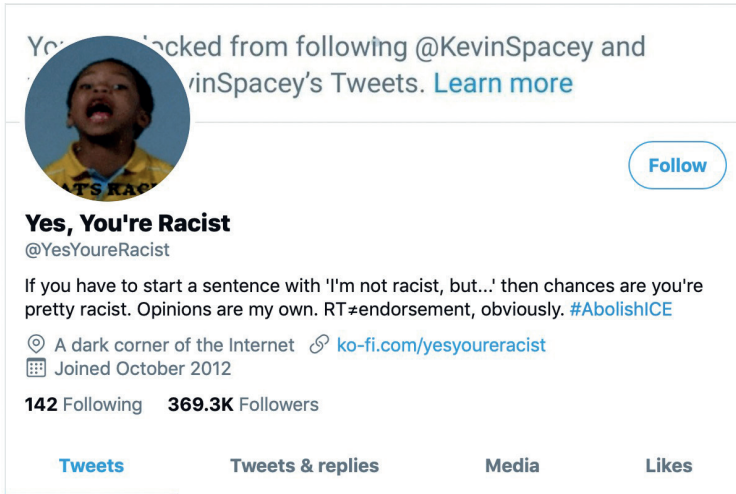 Yo ocked from following @KevinSpacey and
vinSpacey's Tweets. Learn more
Follow
Yes, You're Racist
@YesYoureRacist
If you have to start a sentence with 'I'm not racist, but...' then chances are you're
pretty racist. Opinions are my own. RT≠endorsement, obviously. #AbolishICE
A dark corner of the Internet ko-fi.com/yesyoureracist
Joined October 2012
142 Following 369.3K Followers
Tweets Tweets & replies Media Likes